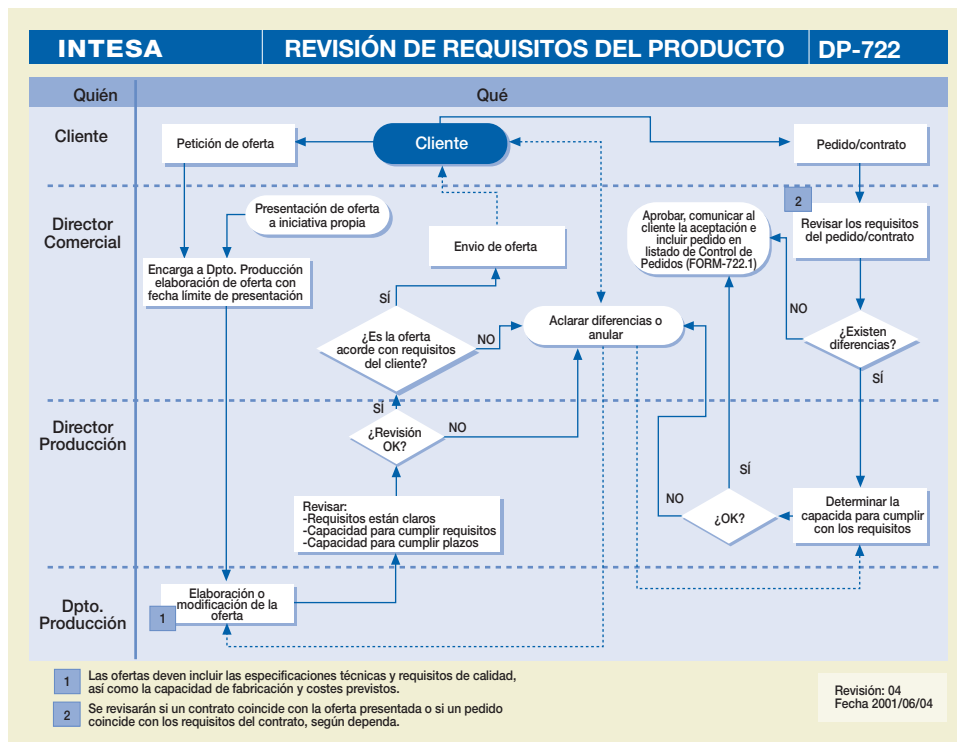 INTESA
REVISIÓN DE REQUISITOS DEL PRODUCTO
DP-722
Quién
Qué
Cliente
Petición de oferta
Cliente
Pedido/contrato
Director
Comercial
Presentación de oferta
a iniciativa propia
Encarga a Dpto. Producción
elaboración de oferta con
fecha límite de presentación
Envio de oferta
SÍ
¿Es la oferta
acorde con requisitos
del cliente?
NO
Aclarar diferencias o
anular
Aprobar, comunicar al
cliente la aceptación e
incluir pedido en
listado de Control de
Pedidos (FORM-722.1)
2
Revisar los requisitos
del pedido/contrato
NO
¿Existen
diferencias?
SÍ
Director
Producción
SÍ
¿Revisión
OK?
NO
Revisar:
-Requisitos están claros
-Capacidad para cumplir requisitos
-Capacidad para cumplir plazos
SÍ
NO
¿OK?
Determinar la
capacida para cumplir
con los requisitos
Dpto.
Producción
Elaboración o
modificación de la
oferta
1
1
Las ofertas deven incluir las especificaciones técnicas y requisitos de calidad,
así como la capacidad de fabricación y costes previstos.
2
Se revisarán si un contrato coincide con la oferta presentada o si un pedido
coincide con los requisitos del contrato, según dependa.
Revisión: 04
Fecha 2001/06/04